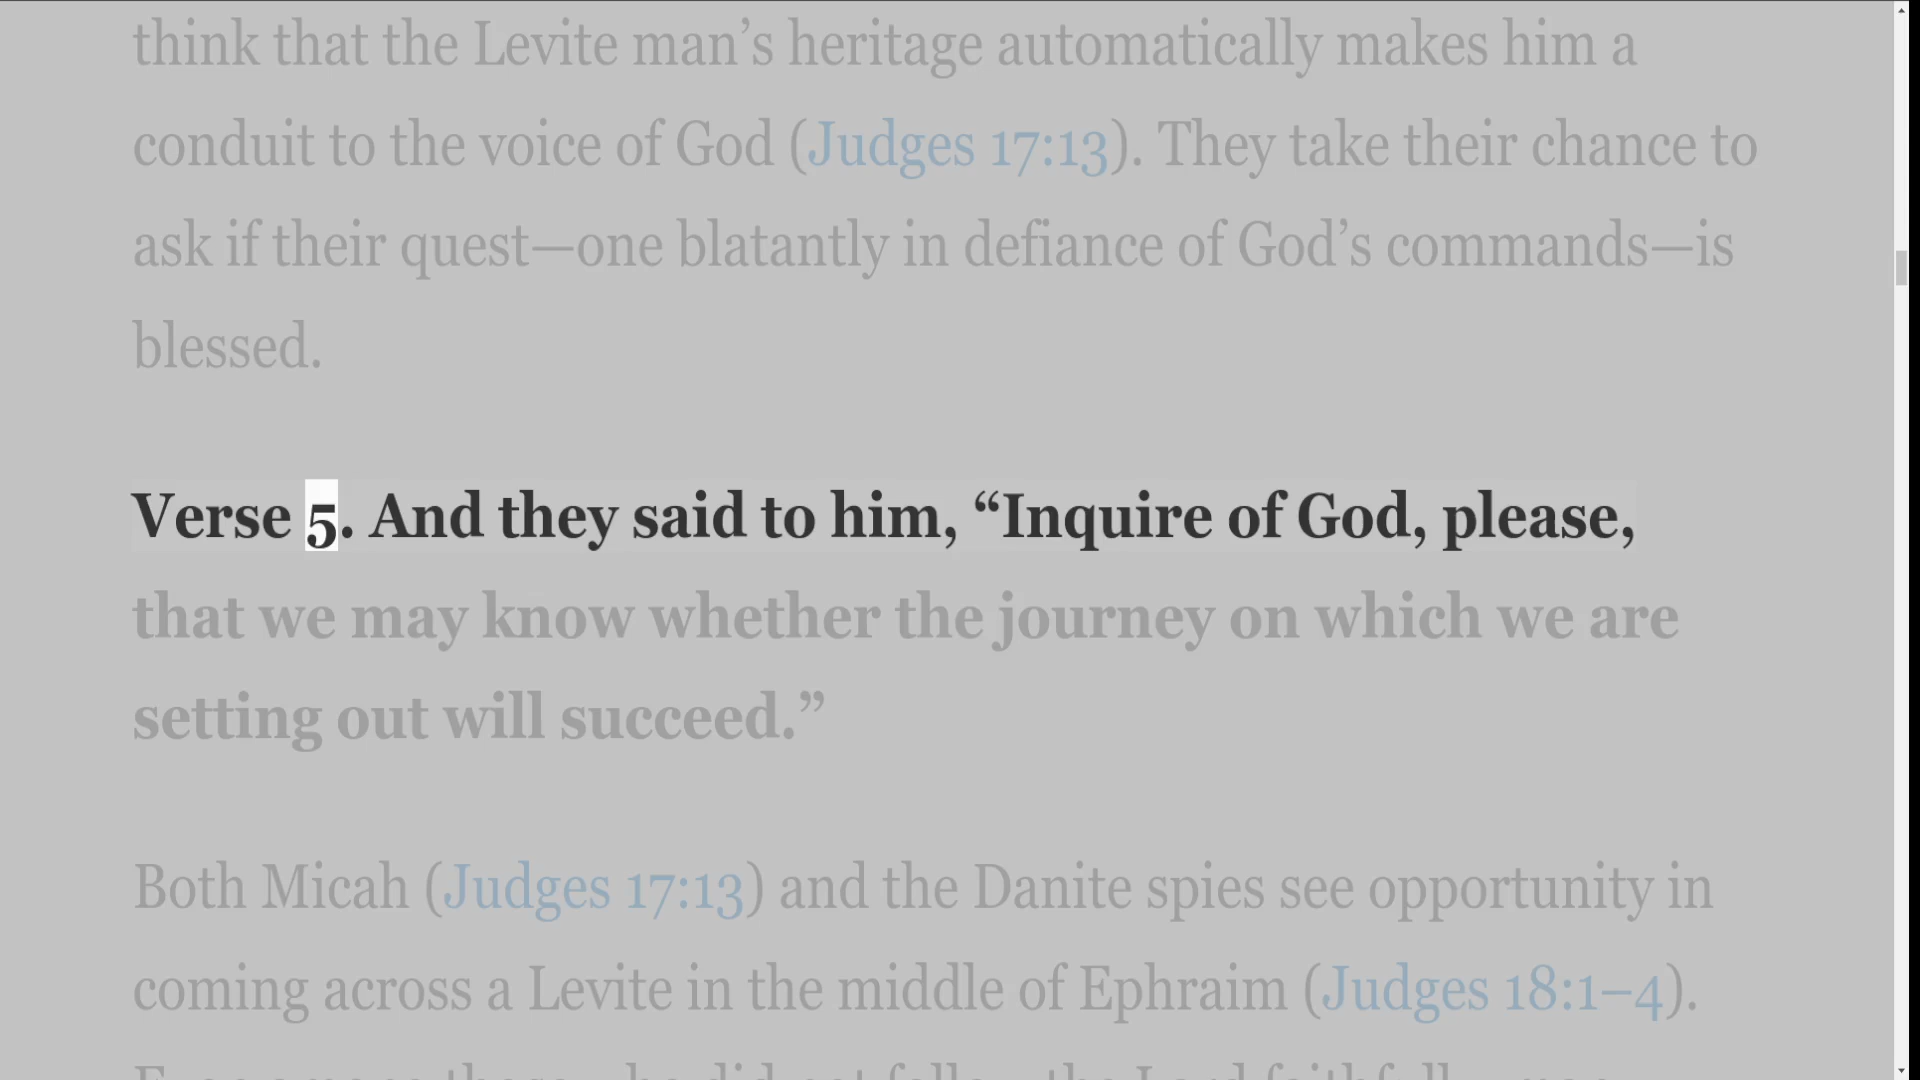 think that the Levite man’s heritage automatically makes him a
conduit to the voice of God (Judges 17:13). They take their chance to
ask if their quest—one blatantly in defiance of God’s commands—is
blessed.
Verse 5. And they said to him, “Inquire of God, please,
that we may know whether the journey on which we are
setting out will succeed.”
Both Micah (Judges 17:13) and the Danite spies see opportunity in
coming across a Levite in the middle of Ephraim (Judges 18:1–4).